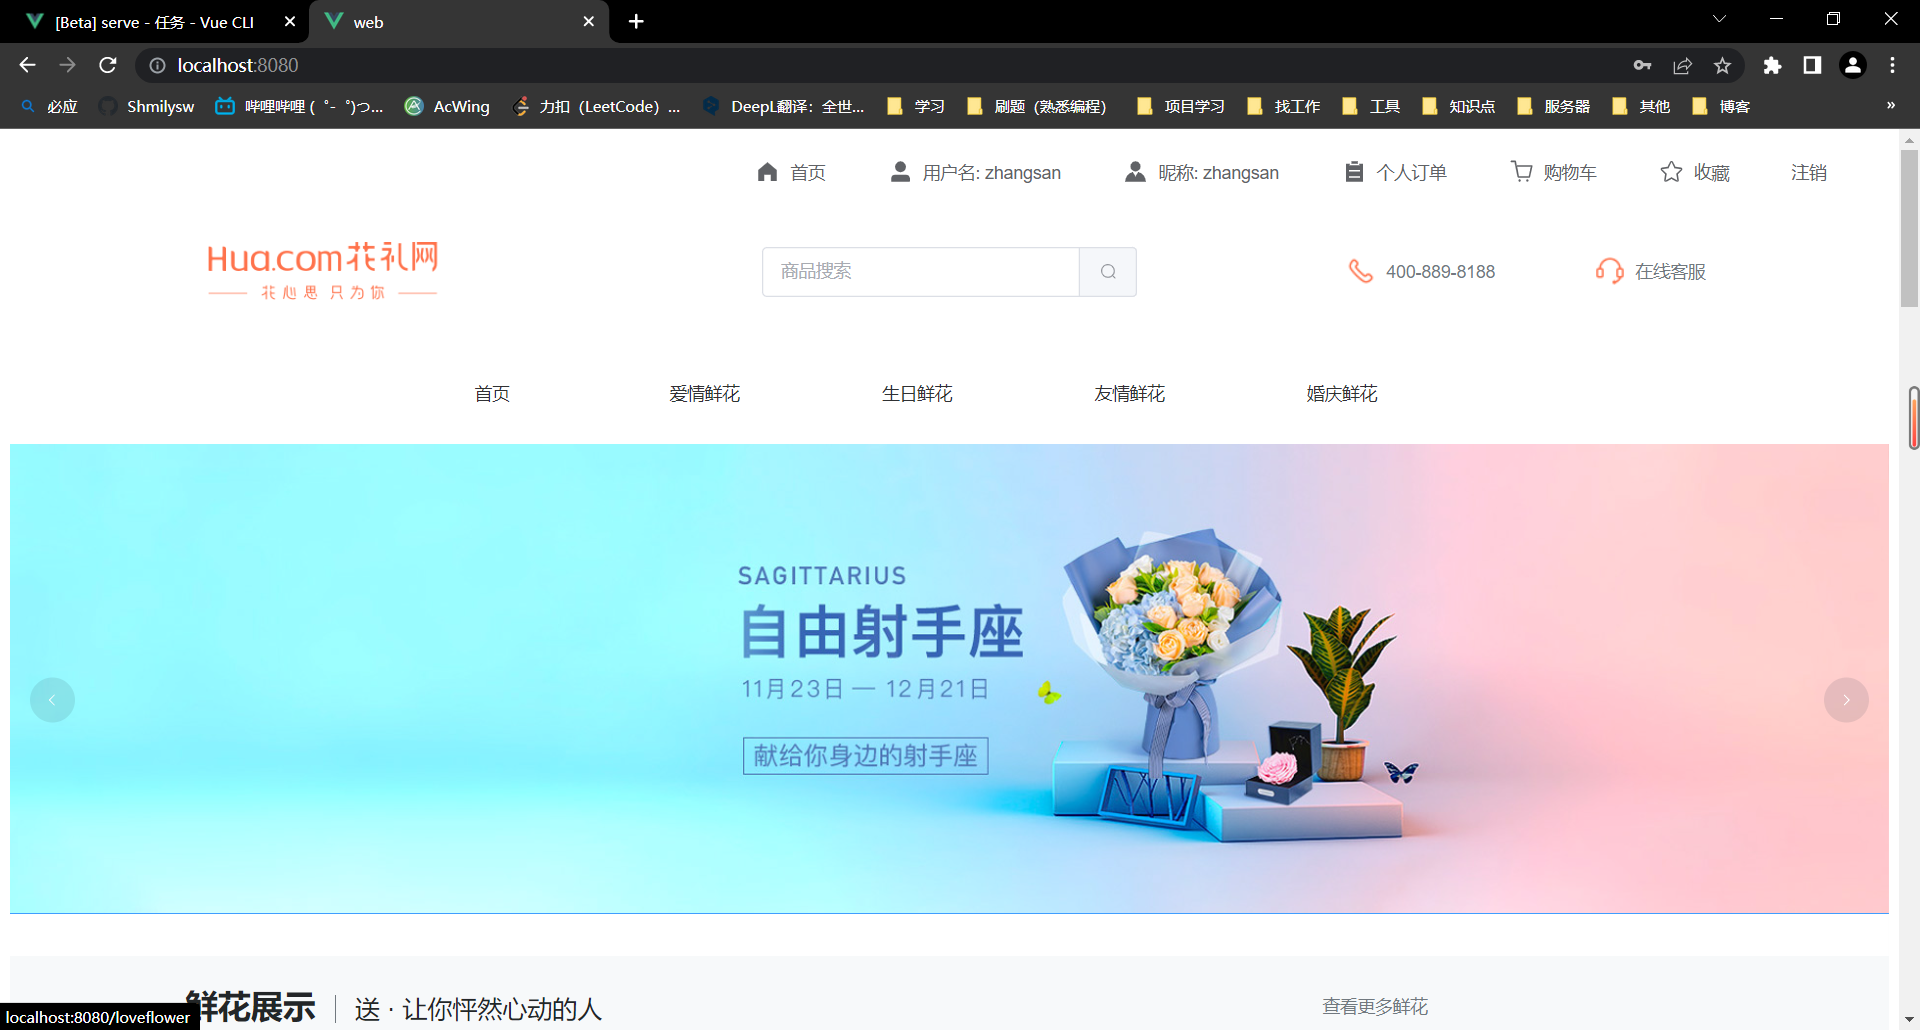 [Beta] serve - 任务 - Vue CLI
web
localhost:8080
必应
Shmilysw
哔哩哔哩 ( ゜- ゜)つ...
AcWing
力扣（LeetCode）...
DeepL翻译：全世...
学习
刷题（熟悉编程）
项目学习
找工作
工具
知识点
服务器
其他
博客
»
首页
用户名: zhangsan
昵称: zhangsan
个人订单
购物车
收藏
注销
Hua.com花礼网
花心思 只为你
商品搜索
400-889-8188
在线客服
首页
爱情鲜花
生日鲜花
友情鲜花
婚庆鲜花
SAGITTARIUS
自由射手座
11月23日 — 12月21日
献给你身边的射手座
鲜花展示
送 · 让你怦然心动的人
查看更多鲜花
localhost:8080/loveflower